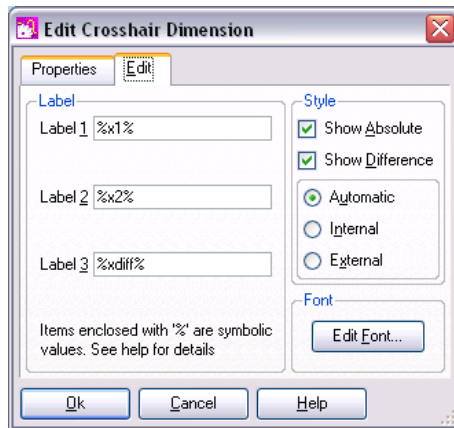 Edit Crosshair Dimension
Properties Edit
Label
Label 1 %x1%
Label 2 %x2%
Label 3 %xdiff%
Items enclosed with '%' are symbolic
values. See help for details
Style
Show Absolute
Show Difference
Automatic
Internal
External
Font
Edit Font...
Ok Cancel Help